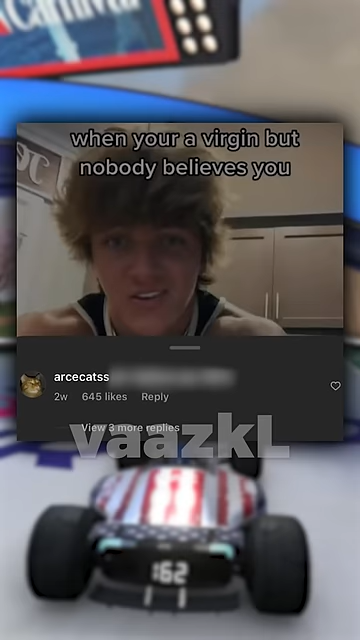 Carnival
when your a virgin but
nobody believes you
arcecatss
2w 645 likes Reply
View 3 more replies
vaazkL
162